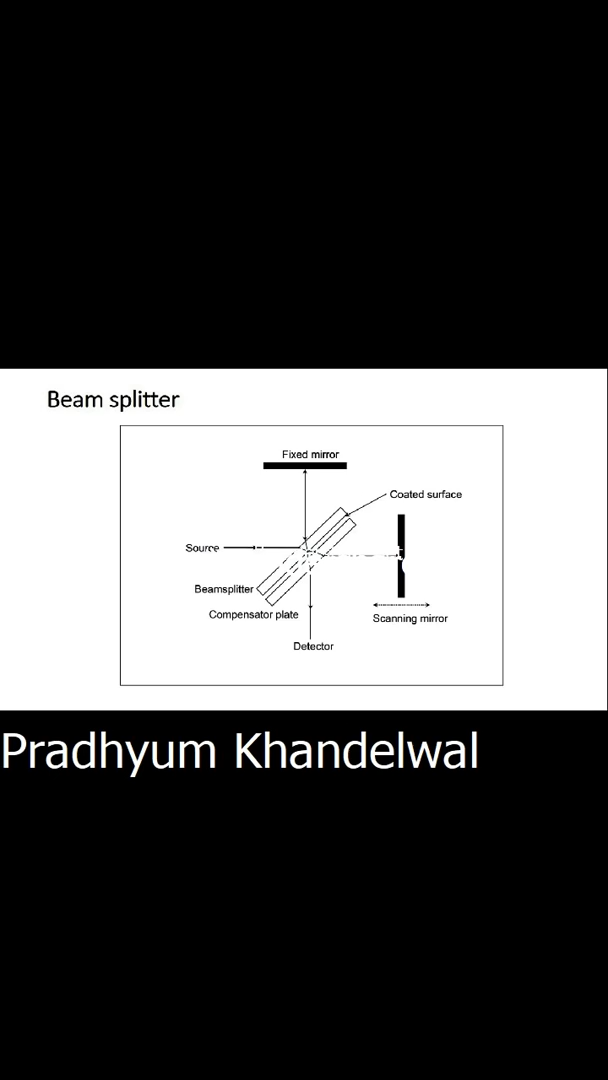 Beam splitter
Fixed mirror
Coated surface
Source
Beamsplitter
Compensator plate
Scanning mirror
Detector
Pradhyum Khandelwal